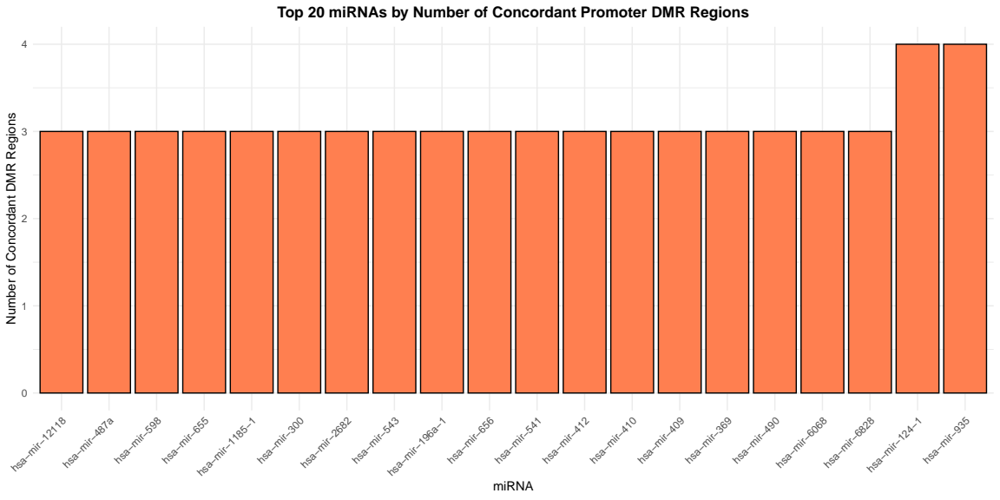 Top 20 miRNAs by Number of Concordant Promoter DMR Regions
Number of Concordant DMR Regions
4
3
2
1
0
hsa−mir−12118
hsa−mir−487a
hsa−mir−598
hsa−mir−655
hsa−mir−1185−1
hsa−mir−300
hsa−mir−2682
hsa−mir−543
hsa−mir−196a−1
hsa−mir−656
hsa−mir−541
hsa−mir−412
hsa−mir−410
hsa−mir−409
hsa−mir−369
hsa−mir−490
hsa−mir−6068
hsa−mir−6828
hsa−mir−124−1
hsa−mir−935
miRNA